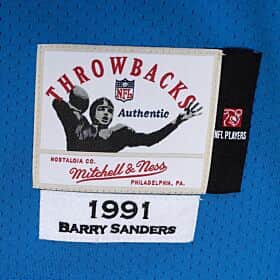 THROWBACKS
NFL
Authentic
NFL PLAYERS
NOSTALGIA CO.
Mitchell & Ness
PHILADELPHIA, PA.
1991
BARRY SANDERS